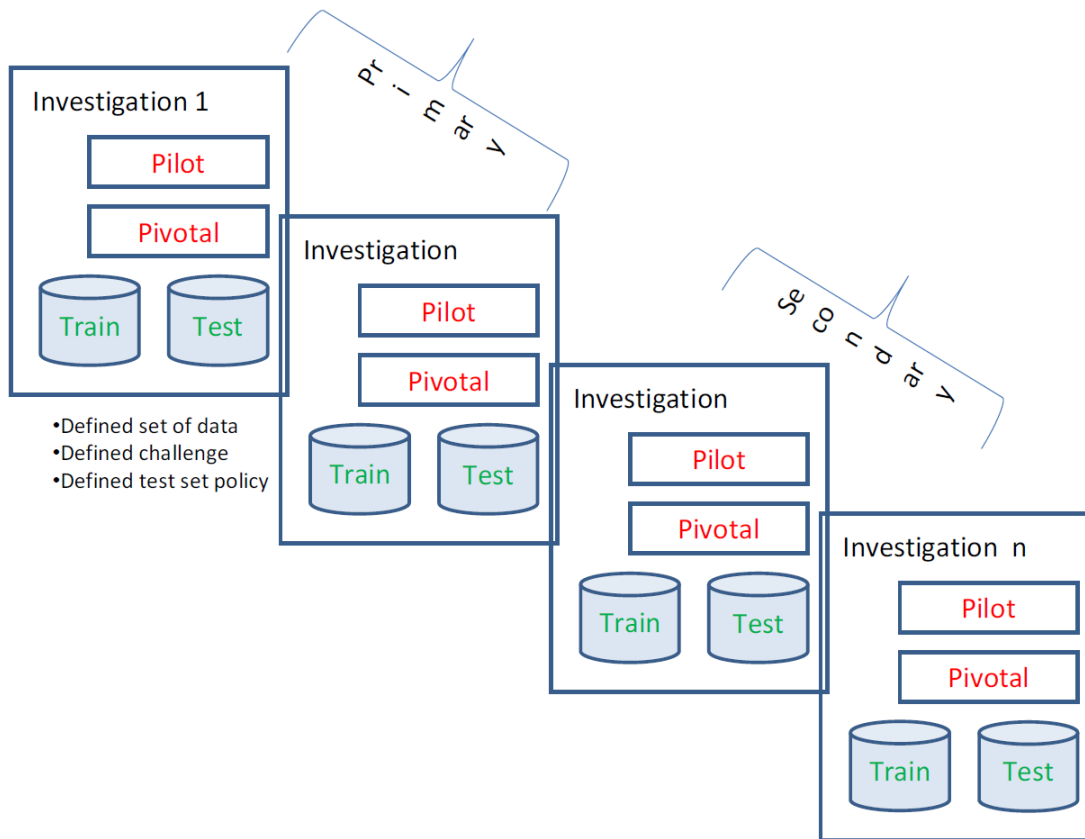 Investigation 1
Pilot
Pivotal
Train
Test
•Defined set of data
•Defined challenge
•Defined test set policy
Primary
Investigation
Pilot
Pivotal
Train
Test
Secondary
Investigation
Pilot
Pivotal
Train
Test
Investigation n
Pilot
Pivotal
Train
Test